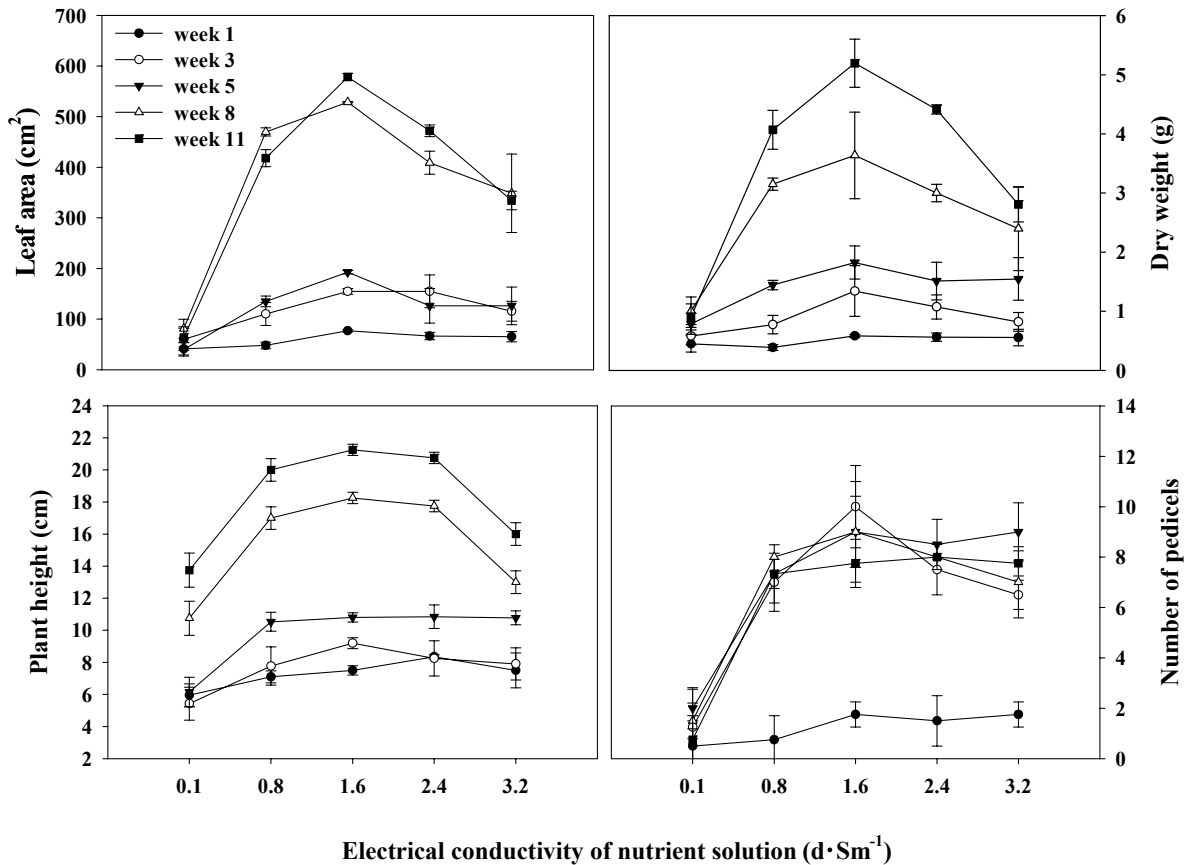 700
600
500
400
300
200
100
0
Leaf area (cm²)
week 1
week 3
week 5
week 8
week 11
6
5
4
3
2
1
0
Dry weight (g)
24
22
20
18
16
14
12
10
8
6
4
2
Plant height (cm)
0.1 0.8 1.6 2.4 3.2
14
12
10
8
6
4
2
0
Number of pedicels
0.1 0.8 1.6 2.4 3.2
Electrical conductivity of nutrient solution (d·Sm⁻¹)